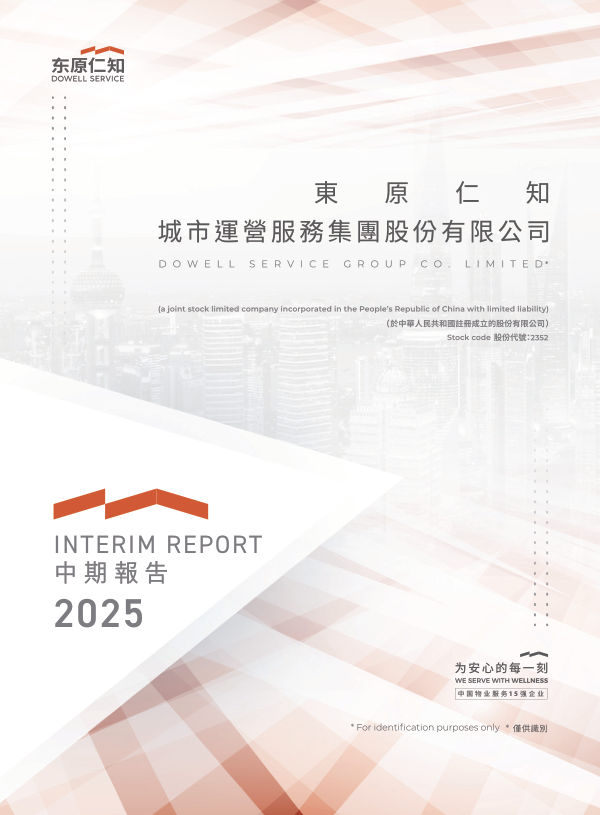 东原仁知
DOWELL SERVICE
東原仁知
城市運營服務集團股份有限公司
DOWELL SERVICE GROUP CO. LIMITED*
(a joint stock limited company incorporated in the People's Republic of China with limited liability)
(於中華人民共和國註冊成立的股份有限公司)
Stock code 股份代號:2352
INTERIM REPORT
中期報告
2025
为安心的每一刻
WE SERVE WITH WELLNESS
中国物业服务15强企业
* For identification purposes only * 僅供識別